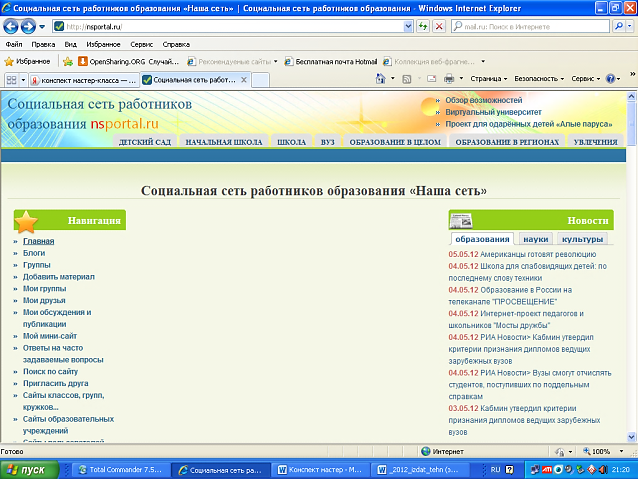 Социальная сеть работников образования «Наша сеть» | Социальная сеть работников образования - Windows Internet Explorer
http://nsportal.ru/
mail.ru: Поиск в Интернете
Файл Правка Вид Избранное Сервис Справка
Избранное OpenSharing.ORG Случай... Рекомендуемые сайты Бесплатная почта Hotmail Коллекция веб-фрагме...
конспект мастер-класса —... Социальная сеть работ...
Страница Безопасность Сервис
Социальная сеть работников
образования nsportal.ru
» Обзор возможностей
» Виртуальный университет
» Проект для одарённых детей «Алые паруса»
ДЕТСКИЙ САД НАЧАЛЬНАЯ ШКОЛА ШКОЛА ВУЗ ОБРАЗОВАНИЕ В ЦЕЛОМ ОБРАЗОВАНИЕ В РЕГИОНАХ УВЛЕЧЕНИЯ
Социальная сеть работников образования «Наша сеть»
Навигация
» Главная
» Блоги
» Группы
» Добавить материал
» Мои группы
» Мои друзья
» Мои обсуждения и
публикации
» Мой мини-сайт
» Ответы на часто
задаваемые вопросы
» Поиск по сайту
» Пригласить друга
» Сайты классов, групп,
кружков...
» Сайты образовательных
учреждений
» Сайты пользователей
Новости
образования науки культуры
05.05.12 Американцы готовят революцию
04.05.12 Школа для слабовидящих детей: по
последнему слову техники
04.05.12 Образование в России на
телеканале "ПРОСВЕЩЕНИЕ"
04.05.12 Интернет-проект педагогов и
школьников "Мосты дружбы"
04.05.12 РИА Новости> Кабмин утвердил
критерии признания дипломов ведущих
зарубежных вузов
04.05.12 РИА Новости> Вузы смогут отчислять
студентов, поступивших по поддельным
справкам
03.05.12 Кабмин утвердил критерии
признания дипломов ведущих зарубежных
вузов
Готово
Интернет
100%
пуск
Total Commander 7.5...
Социальная сеть ра...
Конспект мастер - M...
_2012_izdat_tehn (з...
RU
21:20